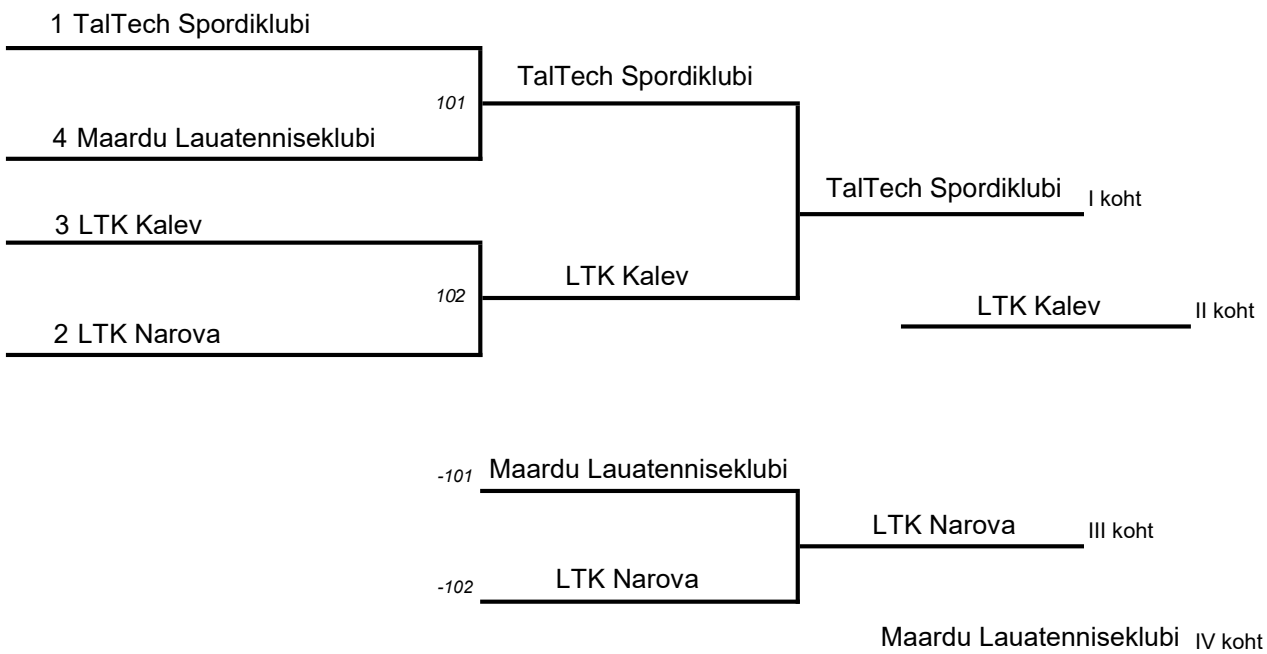 1 TalTech Spordiklubi
TalTech Spordiklubi
101
4 Maardu Lauatenniseklubi
TalTech Spordiklubi I koht
3 LTK Kalev
LTK Kalev
102
LTK Kalev II koht
2 LTK Narova
-101 Maardu Lauatenniseklubi
LTK Narova III koht
-102 LTK Narova
Maardu Lauatenniseklubi IV koht